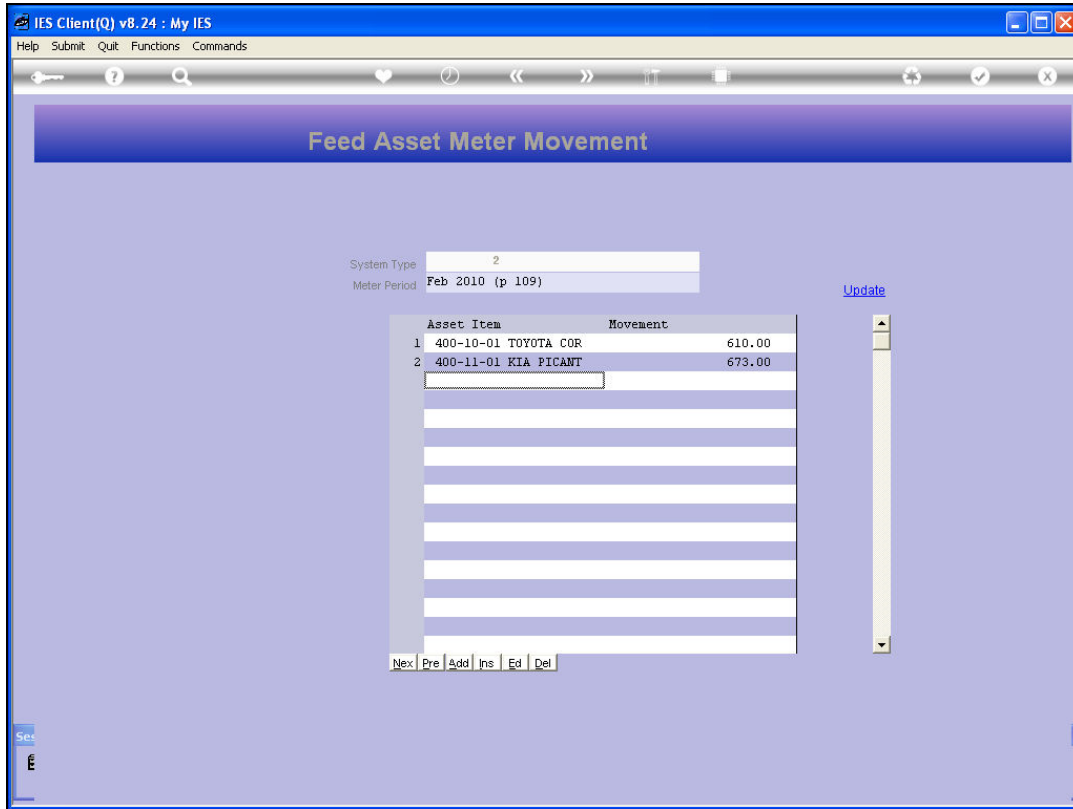 IES Client(Q) v8.24 : My IES
Help Submit Quit Functions Commands
Feed Asset Meter Movement
System Type 2
Meter Period Feb 2010 (p 109)
Update
Asset Item Movement
1 400-10-01 TOYOTA COR 610.00
2 400-11-01 KIA PICANT 673.00
Nex Pre Add Ins Ed Del
Ses